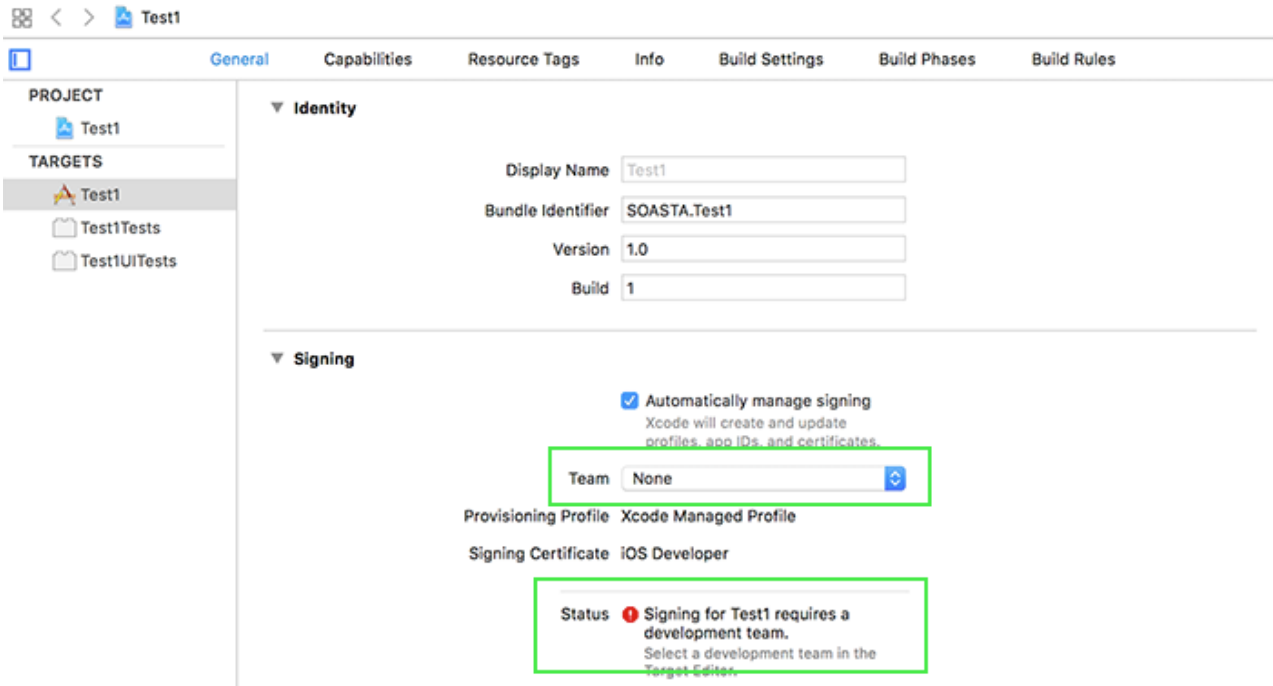 Test1
General Capabilities Resource Tags Info Build Settings Build Phases Build Rules
PROJECT
Test1
TARGETS
Test1
Test1Tests
Test1UITests
Identity
Display Name Test1
Bundle Identifier SOASTA.Test1
Version 1.0
Build 1
Signing
Automatically manage signing
Xcode will create and update
profiles, app IDs, and certificates.
Team None
Provisioning Profile Xcode Managed Profile
Signing Certificate iOS Developer
Status Signing for Test1 requires a
development team.
Select a development team in the
Target Editor.